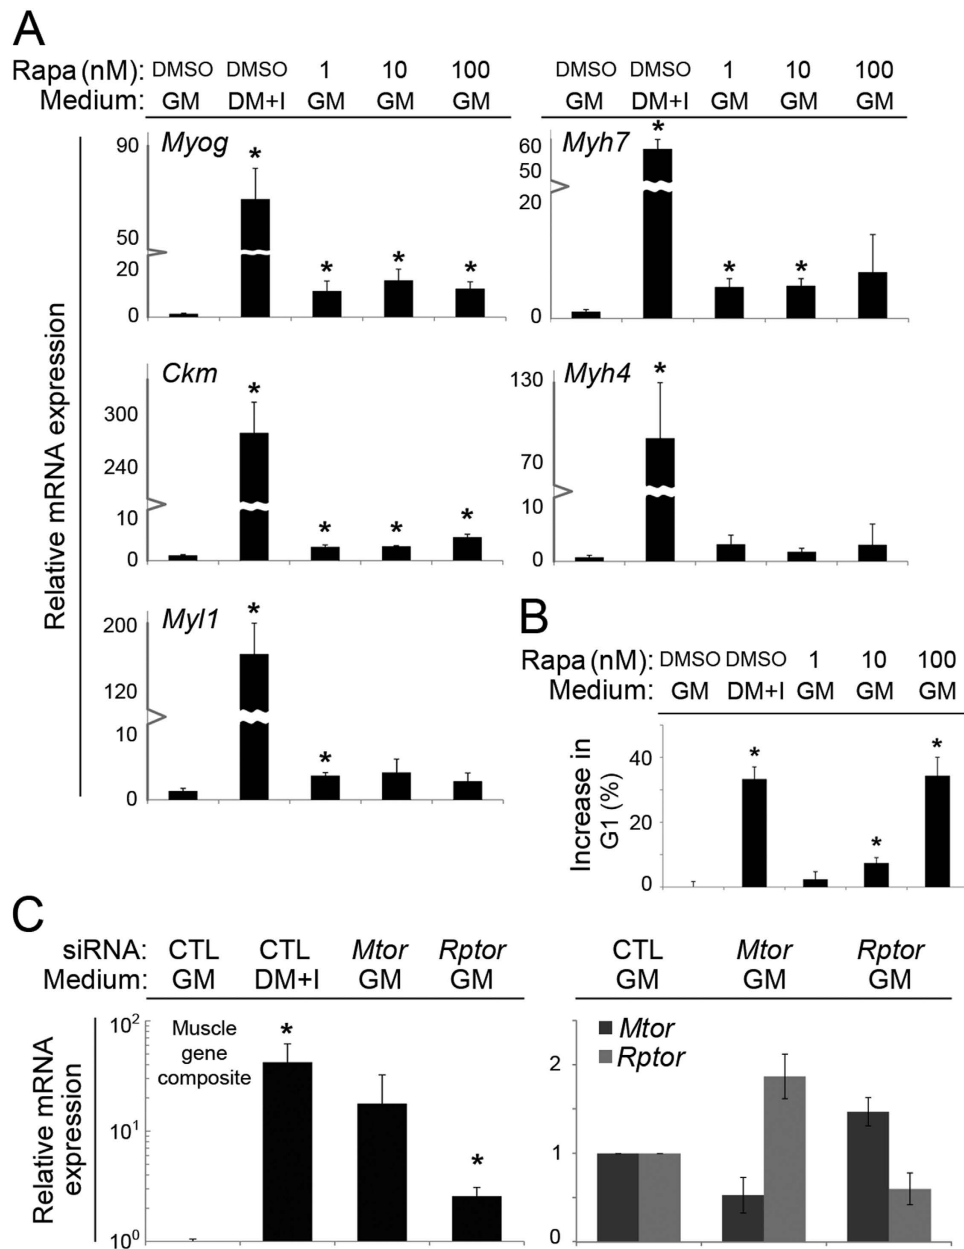 A
Rapa (nM): DMSO DMSO 1 10 100
Medium: GM DM+I GM GM GM
DMSO DMSO 1 10 100
GM DM+I GM GM GM
Relative mRNA expression
Myog
90
50
20
0
* * * *
Myh7
60
50
20
0
* * *
Ckm
300
240
10
0
* * * *
Myh4
130
70
10
0
*
Myl1
200
120
10
0
* *
B
Rapa (nM): DMSO DMSO 1 10 100
Medium: GM DM+I GM GM GM
Increase in
G1 (%)
40
20
0
* * *
C
siRNA: CTL CTL Mtor Rptor
Medium: GM DM+I GM GM
Relative mRNA
expression
10²
10¹
10⁰
Muscle
gene
composite
* *
CTL Mtor Rptor
GM GM GM
2
1
0
Mtor
Rptor